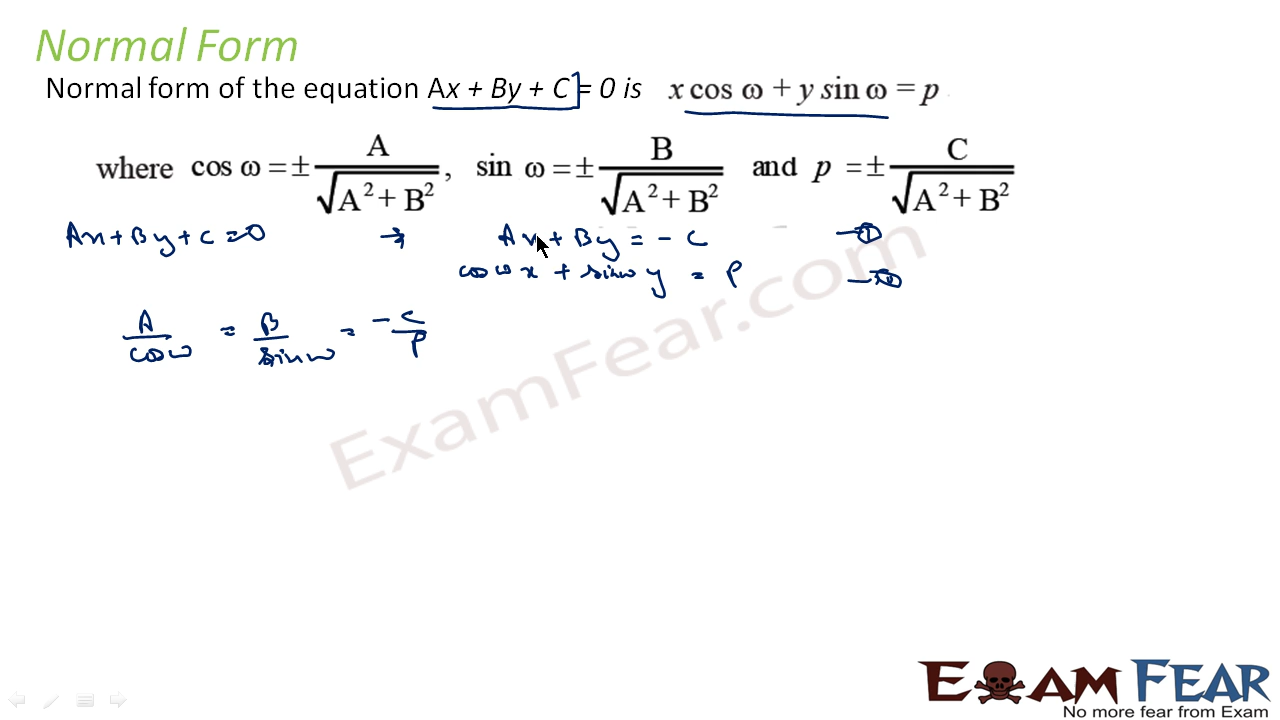 Normal Form
Normal form of the equation Ax + By + C = 0 is x cos ω + y sin ω = p
where cos ω = ± A/√(A² + B²), sin ω = ± B/√(A² + B²) and p = ± C/√(A² + B²)
Ax + By + C = 0 → Ax + By = - C —①
cos ω x + sin ω y = P —②
A/cos ω = B/sin ω = -C/P
ExamFear.com
EXAM FEAR
No more fear from Exam